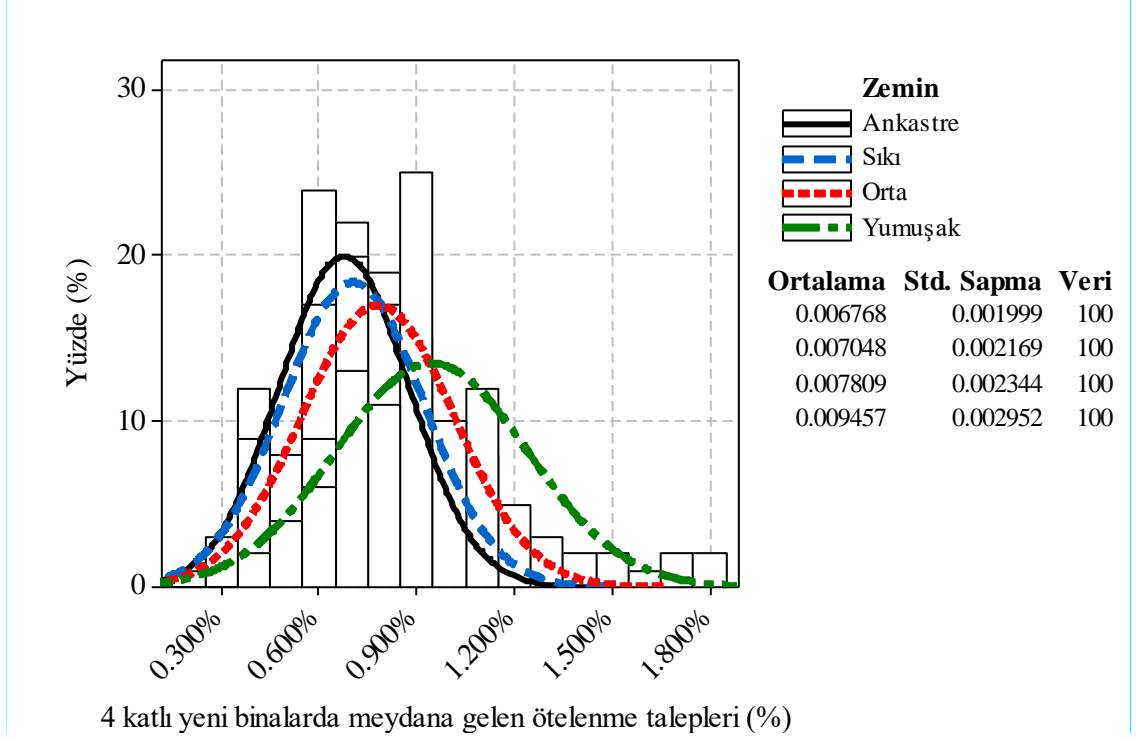 Yüzde (%)
30
20
10
0
0.300%
0.600%
0.900%
1.200%
1.500%
1.800%
4 katlı yeni binalarda meydana gelen ötelenme talepleri (%)
Zemin
Ankastre
Sıkı
Orta
Yumuşak
Ortalama Std. Sapma Veri
0.006768 0.001999 100
0.007048 0.002169 100
0.007809 0.002344 100
0.009457 0.002952 100